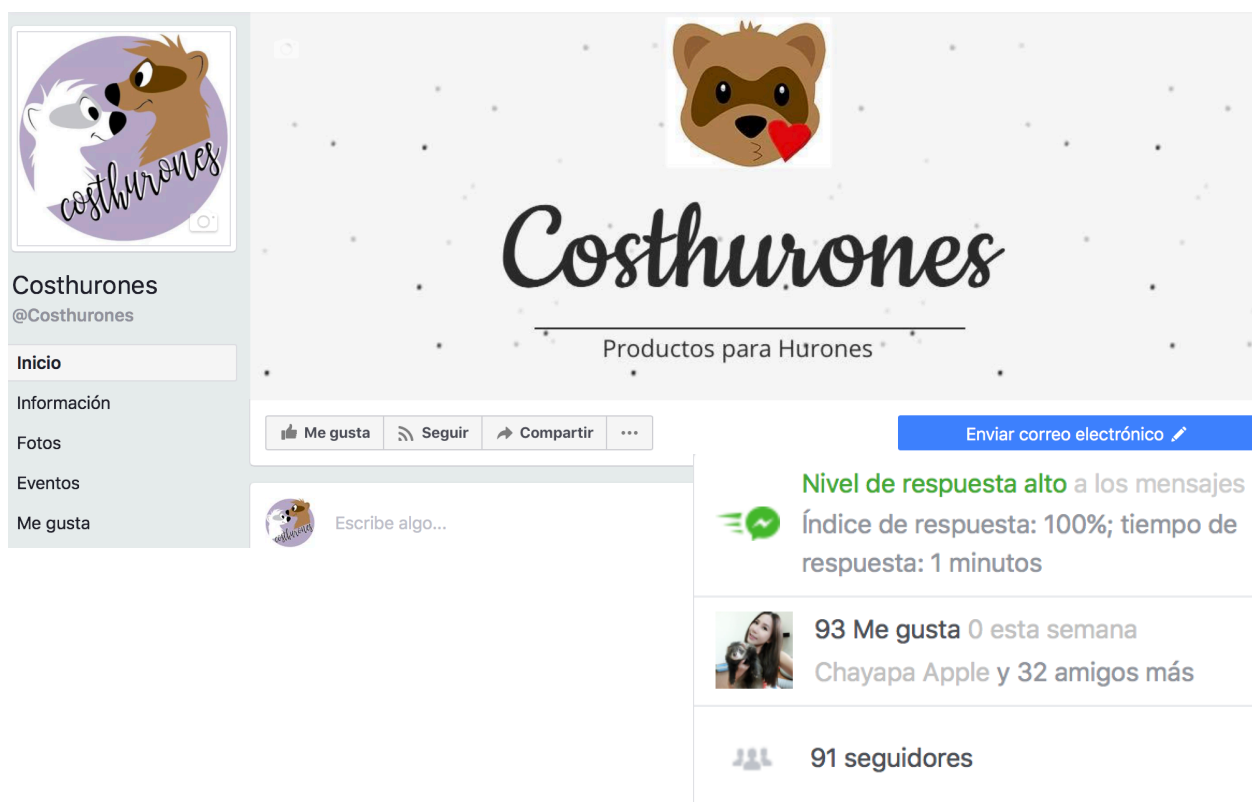 costhurones
Costhurones
@Costhurones
Inicio
Información
Fotos
Eventos
Me gusta
Costhurones
Productos para Hurones
Me gusta
Seguir
Compartir
Enviar correo electrónico
costhurones
Escribe algo...
Nivel de respuesta alto a los mensajes
Índice de respuesta: 100%; tiempo de
respuesta: 1 minutos
93 Me gusta 0 esta semana
Chayapa Apple y 32 amigos más
91 seguidores